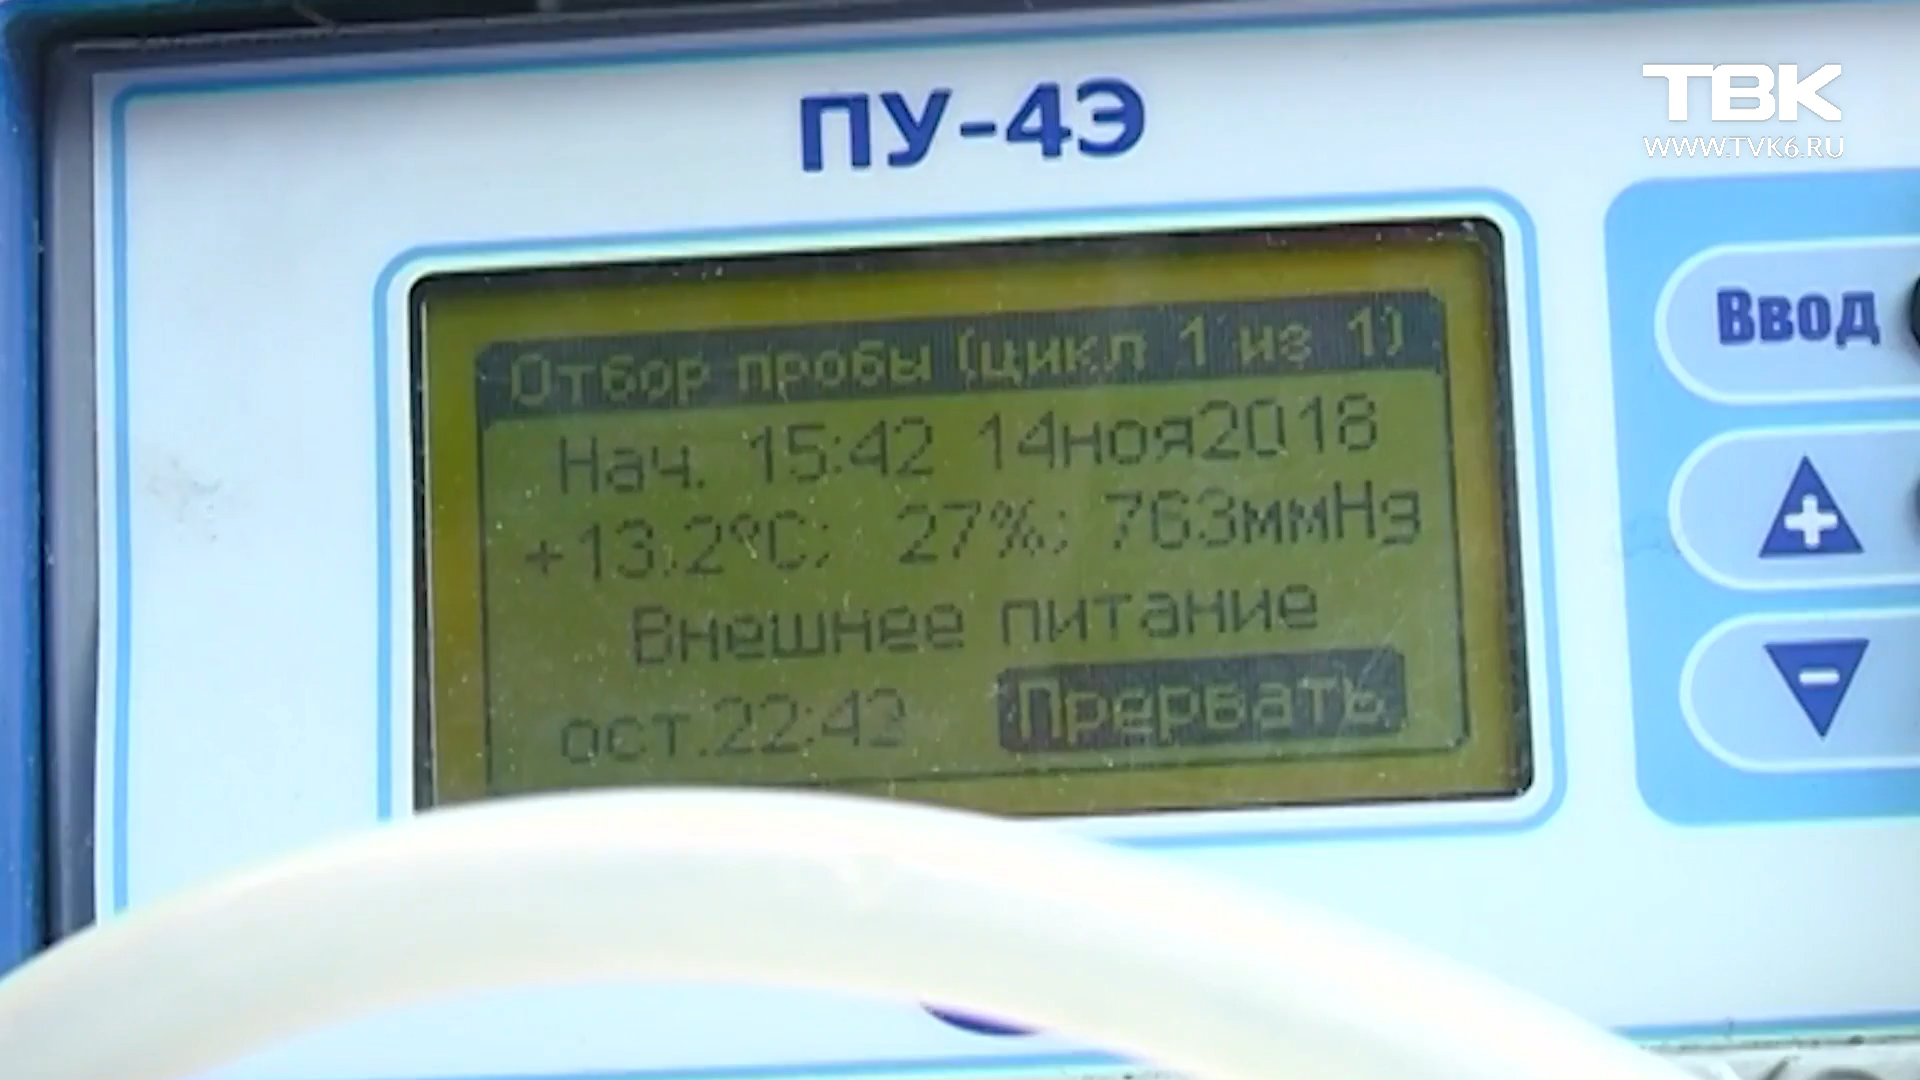 ПУ-4Э
ТВК
WWW.TVK6.RU
Отбор пробы (цикл 1 из 1)
Нач. 15:42 14ноя2018
+13.2°C; 27%; 763ммHg
Внешнее питание
ост.22:42 Прервать
Ввод
+
-